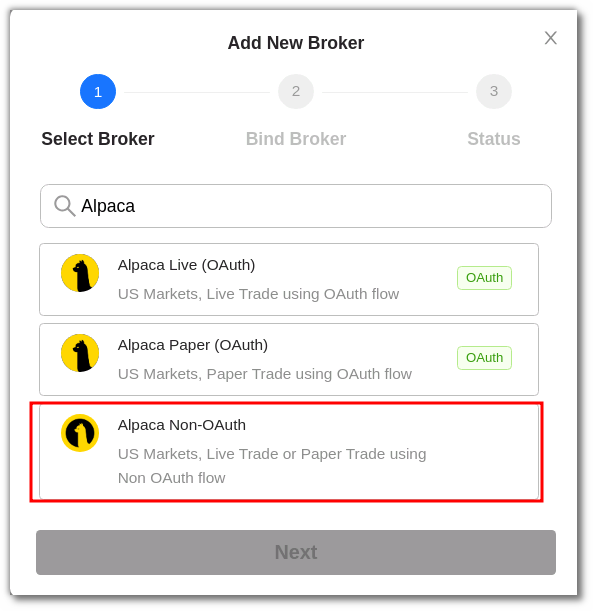 Add New Broker
1
2
3
Select Broker
Bind Broker
Status
Alpaca
Alpaca Live (OAuth)
US Markets, Live Trade using OAuth flow
OAuth
Alpaca Paper (OAuth)
US Markets, Paper Trade using OAuth flow
OAuth
Alpaca Non-OAuth
US Markets, Live Trade or Paper Trade using
Non OAuth flow
Next